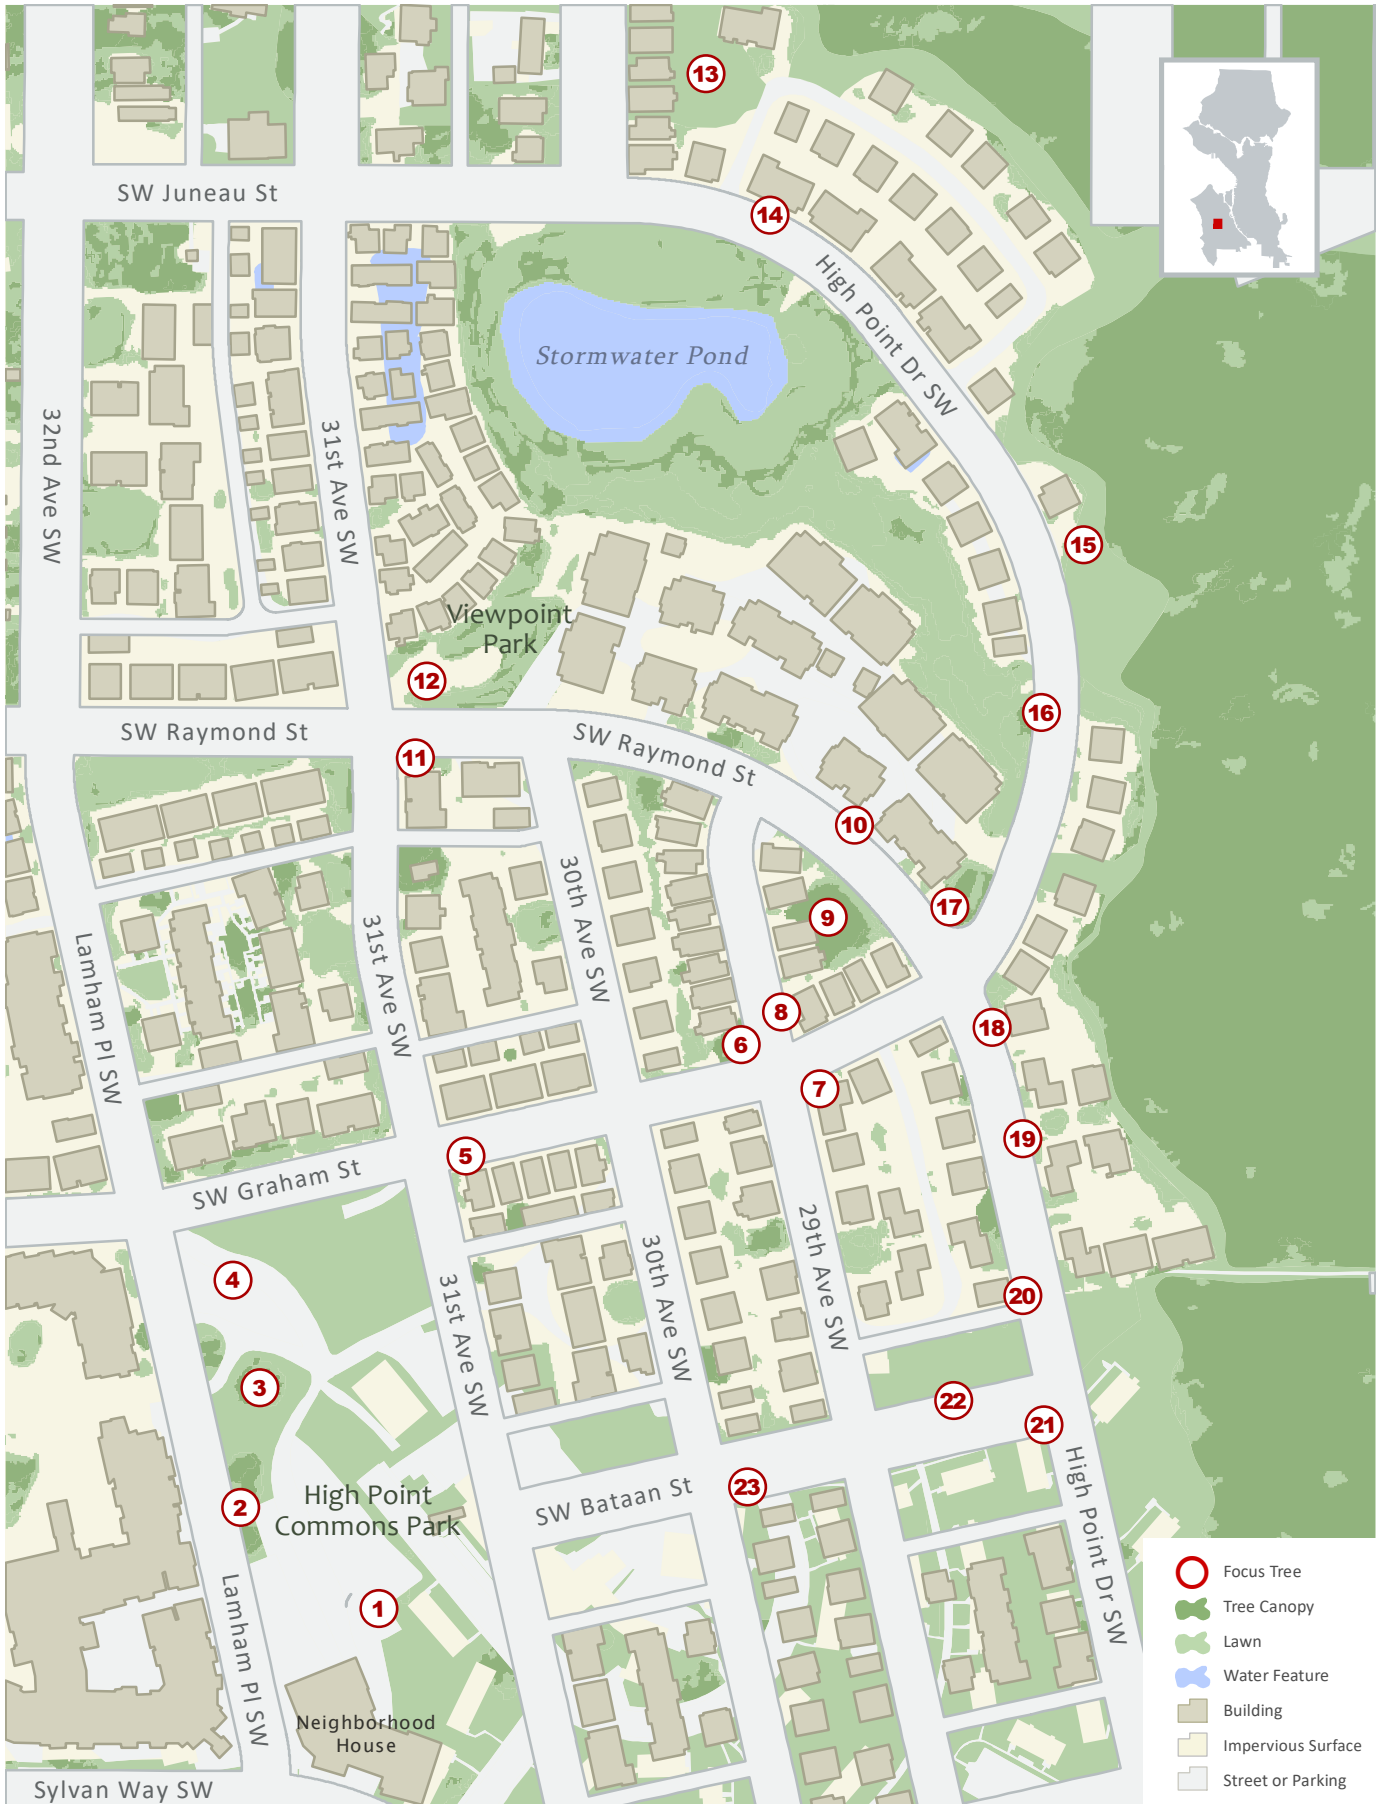 13
SW Juneau St
14
High Point Dr SW
Stormwater Pond
32nd Ave SW
31st Ave SW
15
Viewpoint
Park
12
16
SW Raymond St
SW Raymond St
11
10
30th Ave SW
9
17
31st Ave SW
Lamham Pl SW
8
18
6
7
19
5
SW Graham St
29th Ave SW
30th Ave SW
4
31st Ave SW
20
3
22
21
23
High Point
Commons Park
2
SW Bataan St
High Point Dr SW
1
Lamham Pl SW
Neighborhood
House
Sylvan Way SW
Focus Tree
Tree Canopy
Lawn
Water Feature
Building
Impervious Surface
Street or Parking